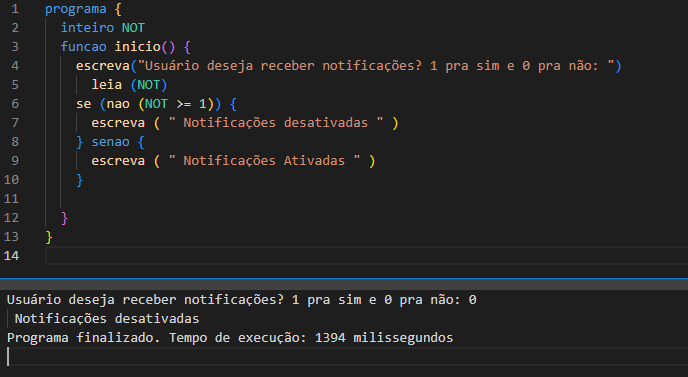 1 programa {
2 inteiro NOT
3 funcao inicio() {
4 escreva("Usuário deseja receber notificações? 1 pra sim e 0 pra não: ")
5 leia (NOT)
6 se (nao (NOT >= 1)) {
7 escreva ( " Notificações desativadas " )
8 } senao {
9 escreva ( " Notificações Ativadas " )
10 }
11
12 }
13 }
14
Usuário deseja receber notificações? 1 pra sim e 0 pra não: 0
Notificações desativadas
Programa finalizado. Tempo de execução: 1394 milissegundos